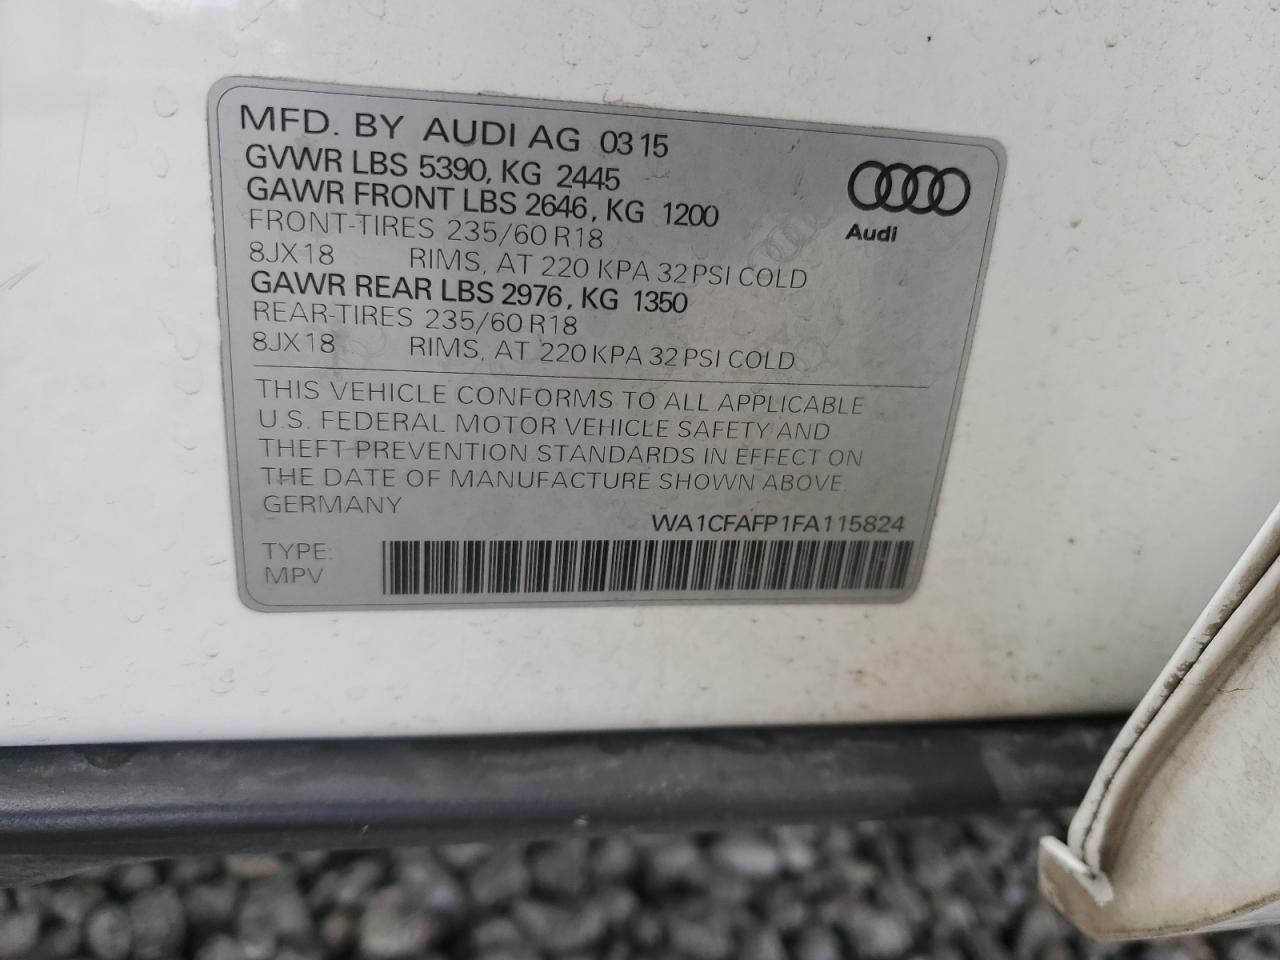 MFD. BY AUDI AG 03 15
GVWR LBS 5390, KG 2445
GAWR FRONT LBS 2646, KG 1200
FRONT-TIRES 235/60 R18
8JX18 RIMS, AT 220 KPA 32 PSI COLD
GAWR REAR LBS 2976, KG 1350
REAR-TIRES 235/60 R18
8JX18 RIMS, AT 220 KPA 32 PSI COLD
Audi
THIS VEHICLE CONFORMS TO ALL APPLICABLE
U.S. FEDERAL MOTOR VEHICLE SAFETY AND
THEFT-PREVENTION STANDARDS IN EFFECT ON
THE DATE OF MANUFACTURE SHOWN ABOVE.
GERMANY
WA1CFAFP1FA115824
TYPE:
MPV